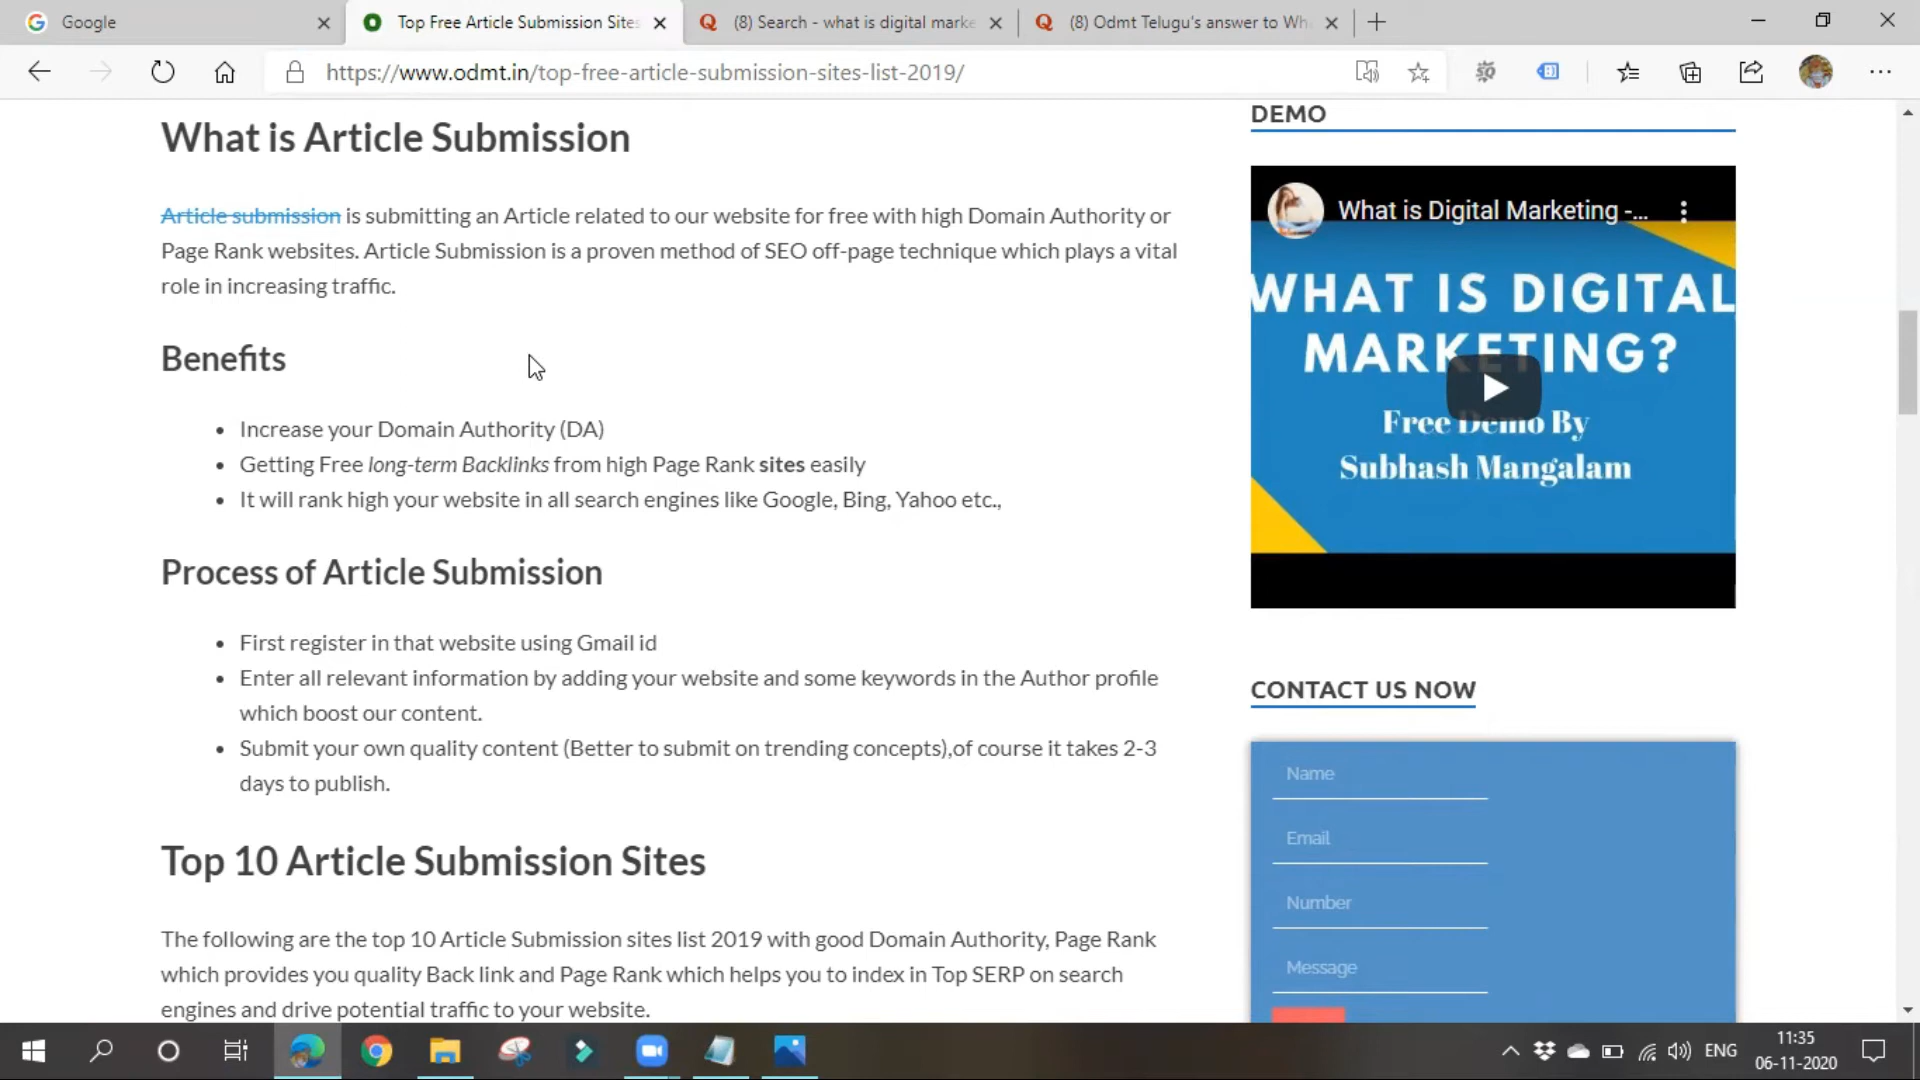 Google
Top Free Article Submission Sites
(8) Search - what is digital marke
(8) Odmt Telugu's answer to Wh
https://www.odmt.in/top-free-article-submission-sites-list-2019/
What is Article Submission
Article submission is submitting an Article related to our website for free with high Domain Authority or
Page Rank websites. Article Submission is a proven method of SEO off-page technique which plays a vital
role in increasing traffic.
Benefits
Increase your Domain Authority (DA)
Getting Free long-term Backlinks from high Page Rank sites easily
It will rank high your website in all search engines like Google, Bing, Yahoo etc.,
Process of Article Submission
First register in that website using Gmail id
Enter all relevant information by adding your website and some keywords in the Author profile
which boost our content.
Submit your own quality content (Better to submit on trending concepts),of course it takes 2-3
days to publish.
Top 10 Article Submission Sites
The following are the top 10 Article Submission sites list 2019 with good Domain Authority, Page Rank
which provides you quality Back link and Page Rank which helps you to index in Top SERP on search
engines and drive potential traffic to your website.
DEMO
What is Digital Marketing -...
WHAT IS DIGITAL
MARKETING?
Free Demo By
Subhash Mangalam
CONTACT US NOW
Name
Email
Number
Message
ENG
11:35
06-11-2020